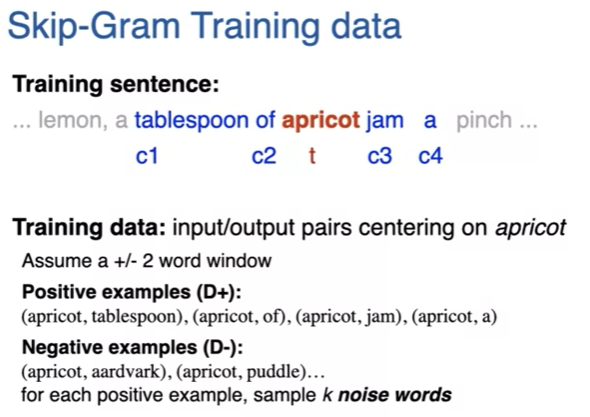 Skip-Gram Training data
Training sentence:
... lemon, a tablespoon of apricot jam a pinch ...
c1 c2 t c3 c4
Training data: input/output pairs centering on apricot
Assume a +/- 2 word window
Positive examples (D+):
(apricot, tablespoon), (apricot, of), (apricot, jam), (apricot, a)
Negative examples (D-):
(apricot, aardvark), (apricot, puddle)…
for each positive example, sample k noise words